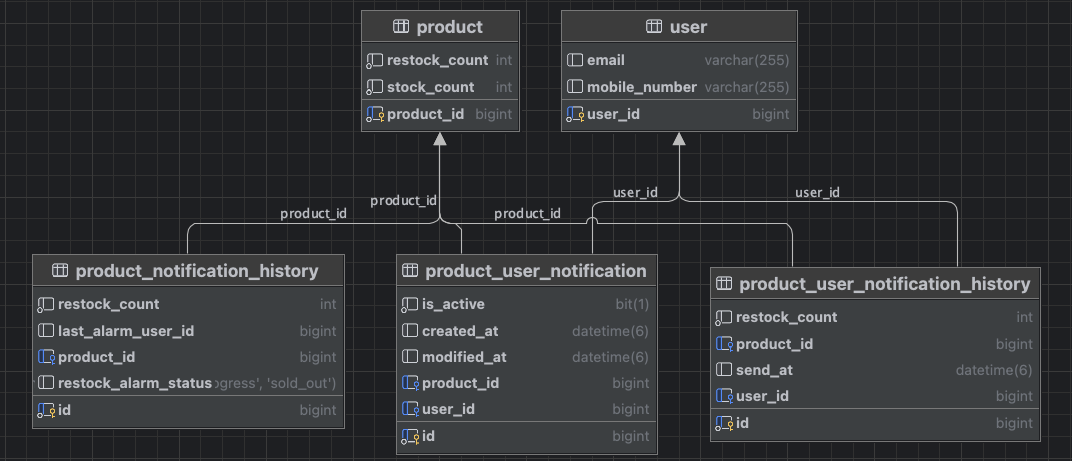 product
restock_count int
stock_count int
product_id bigint
user
email varchar(255)
mobile_number varchar(255)
user_id bigint
product_id
user_id
user_id
product_id
product_id
product_notification_history
restock_count int
last_alarm_user_id bigint
product_id bigint
restock_alarm_status ogress', 'sold_out')
id bigint
product_user_notification
is_active bit(1)
created_at datetime(6)
modified_at datetime(6)
product_id bigint
user_id bigint
id bigint
product_user_notification_history
restock_count int
product_id bigint
send_at datetime(6)
user_id bigint
id bigint